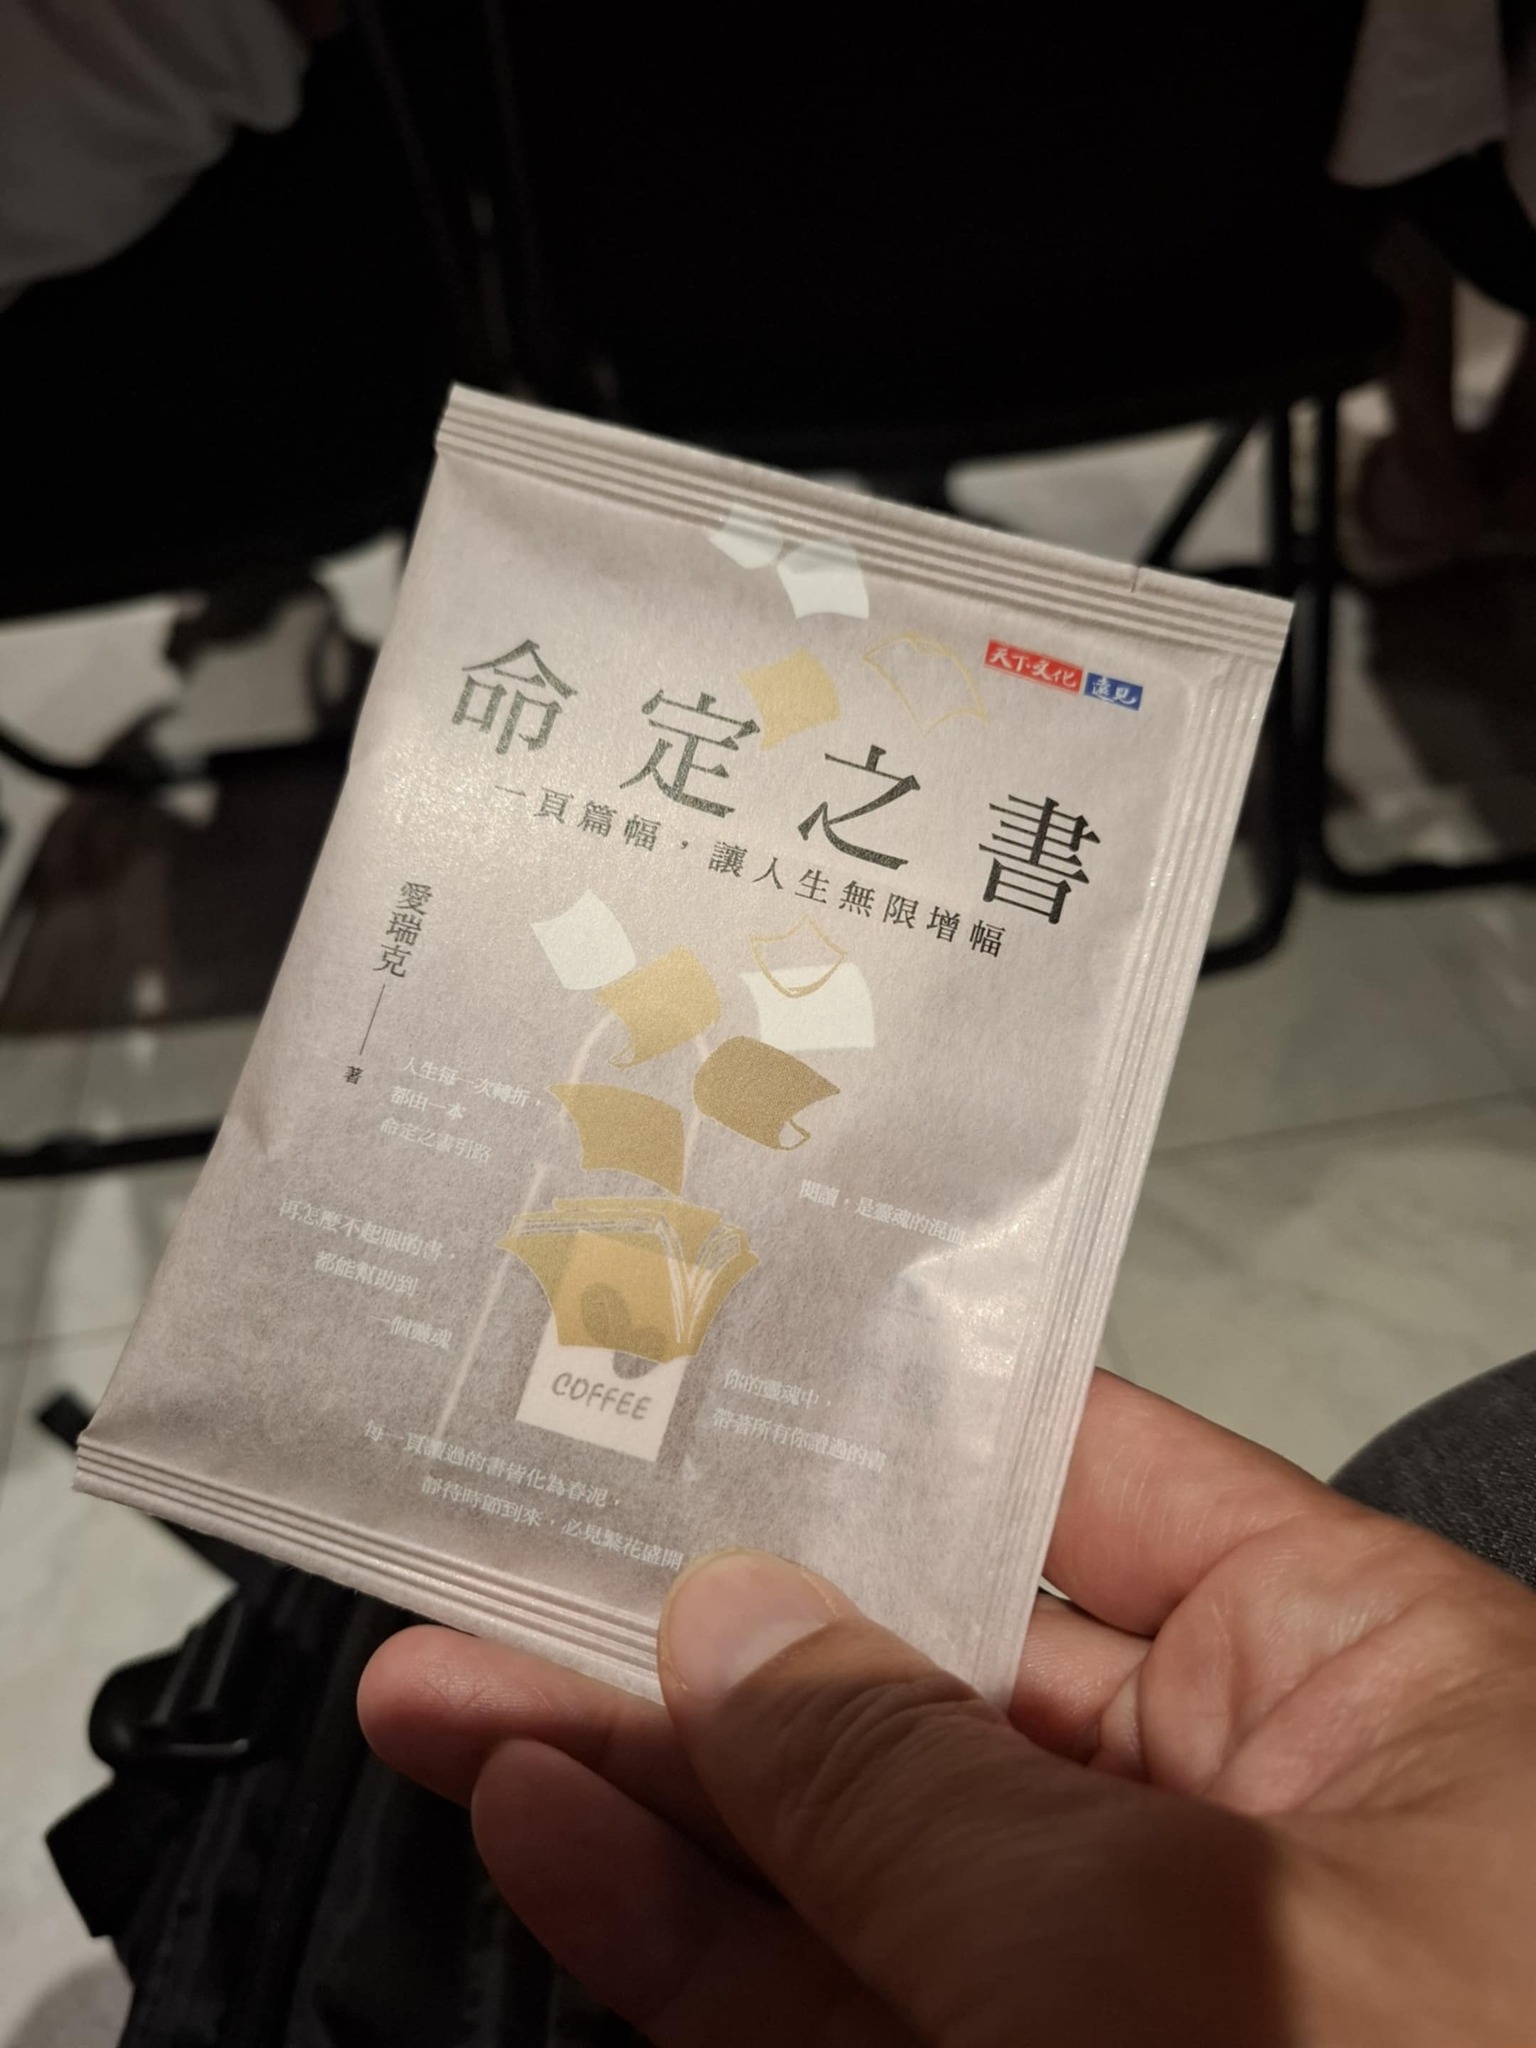 天下文化
遠見
命定之書
一頁篇幅，讓人生無限增幅
愛瑞克
著
人生每一次轉折，
都由一本
命定之書引路
閱讀，是靈魂的混血
再怎麼不起眼的書，
都能幫助到
一個靈魂
COFFEE
你的靈魂中，
帶著所有你讀過的書
每一頁讀過的書皆化為春泥，
靜待時節到來，必見繁花盛開